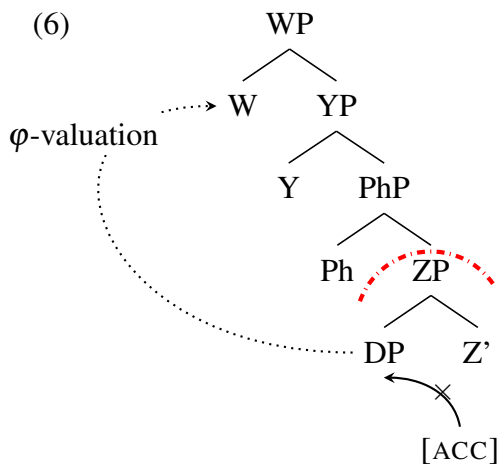 (6)
WP
W YP
φ-valuation
Y PhP
Ph ZP
DP Z’
[ACC]